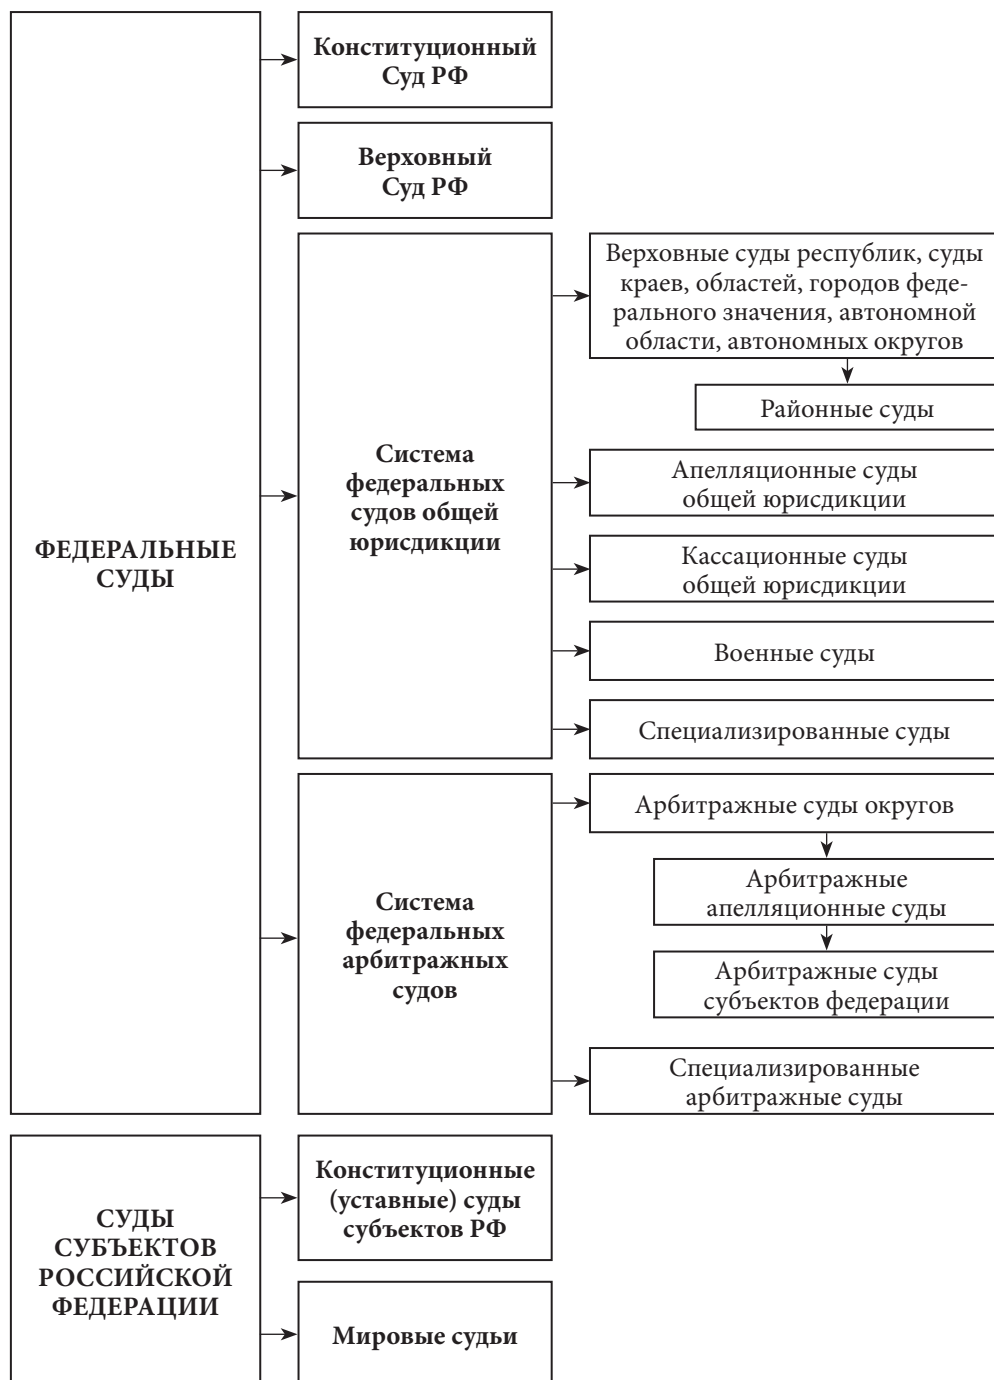 ФЕДЕРАЛЬНЫЕ
СУДЫ
Конституционный
Суд РФ
Верховный
Суд РФ
Система
федеральных
судов общей
юрисдикции
Верховные суды республик, суды
краев, областей, городов феде-
рального значения, автономной
области, автономных округов
Районные суды
Апелляционные суды
общей юрисдикции
Кассационные суды
общей юрисдикции
Военные суды
Специализированные суды
Система
федеральных
арбитражных
судов
Арбитражные суды округов
Арбитражные
апелляционные суды
Арбитражные суды
субъектов федерации
Специализированные
арбитражные суды
СУДЫ
СУБЪЕКТОВ
РОССИЙСКОЙ
ФЕДЕРАЦИИ
Конституционные
(уставные) суды
субъектов РФ
Мировые судьи